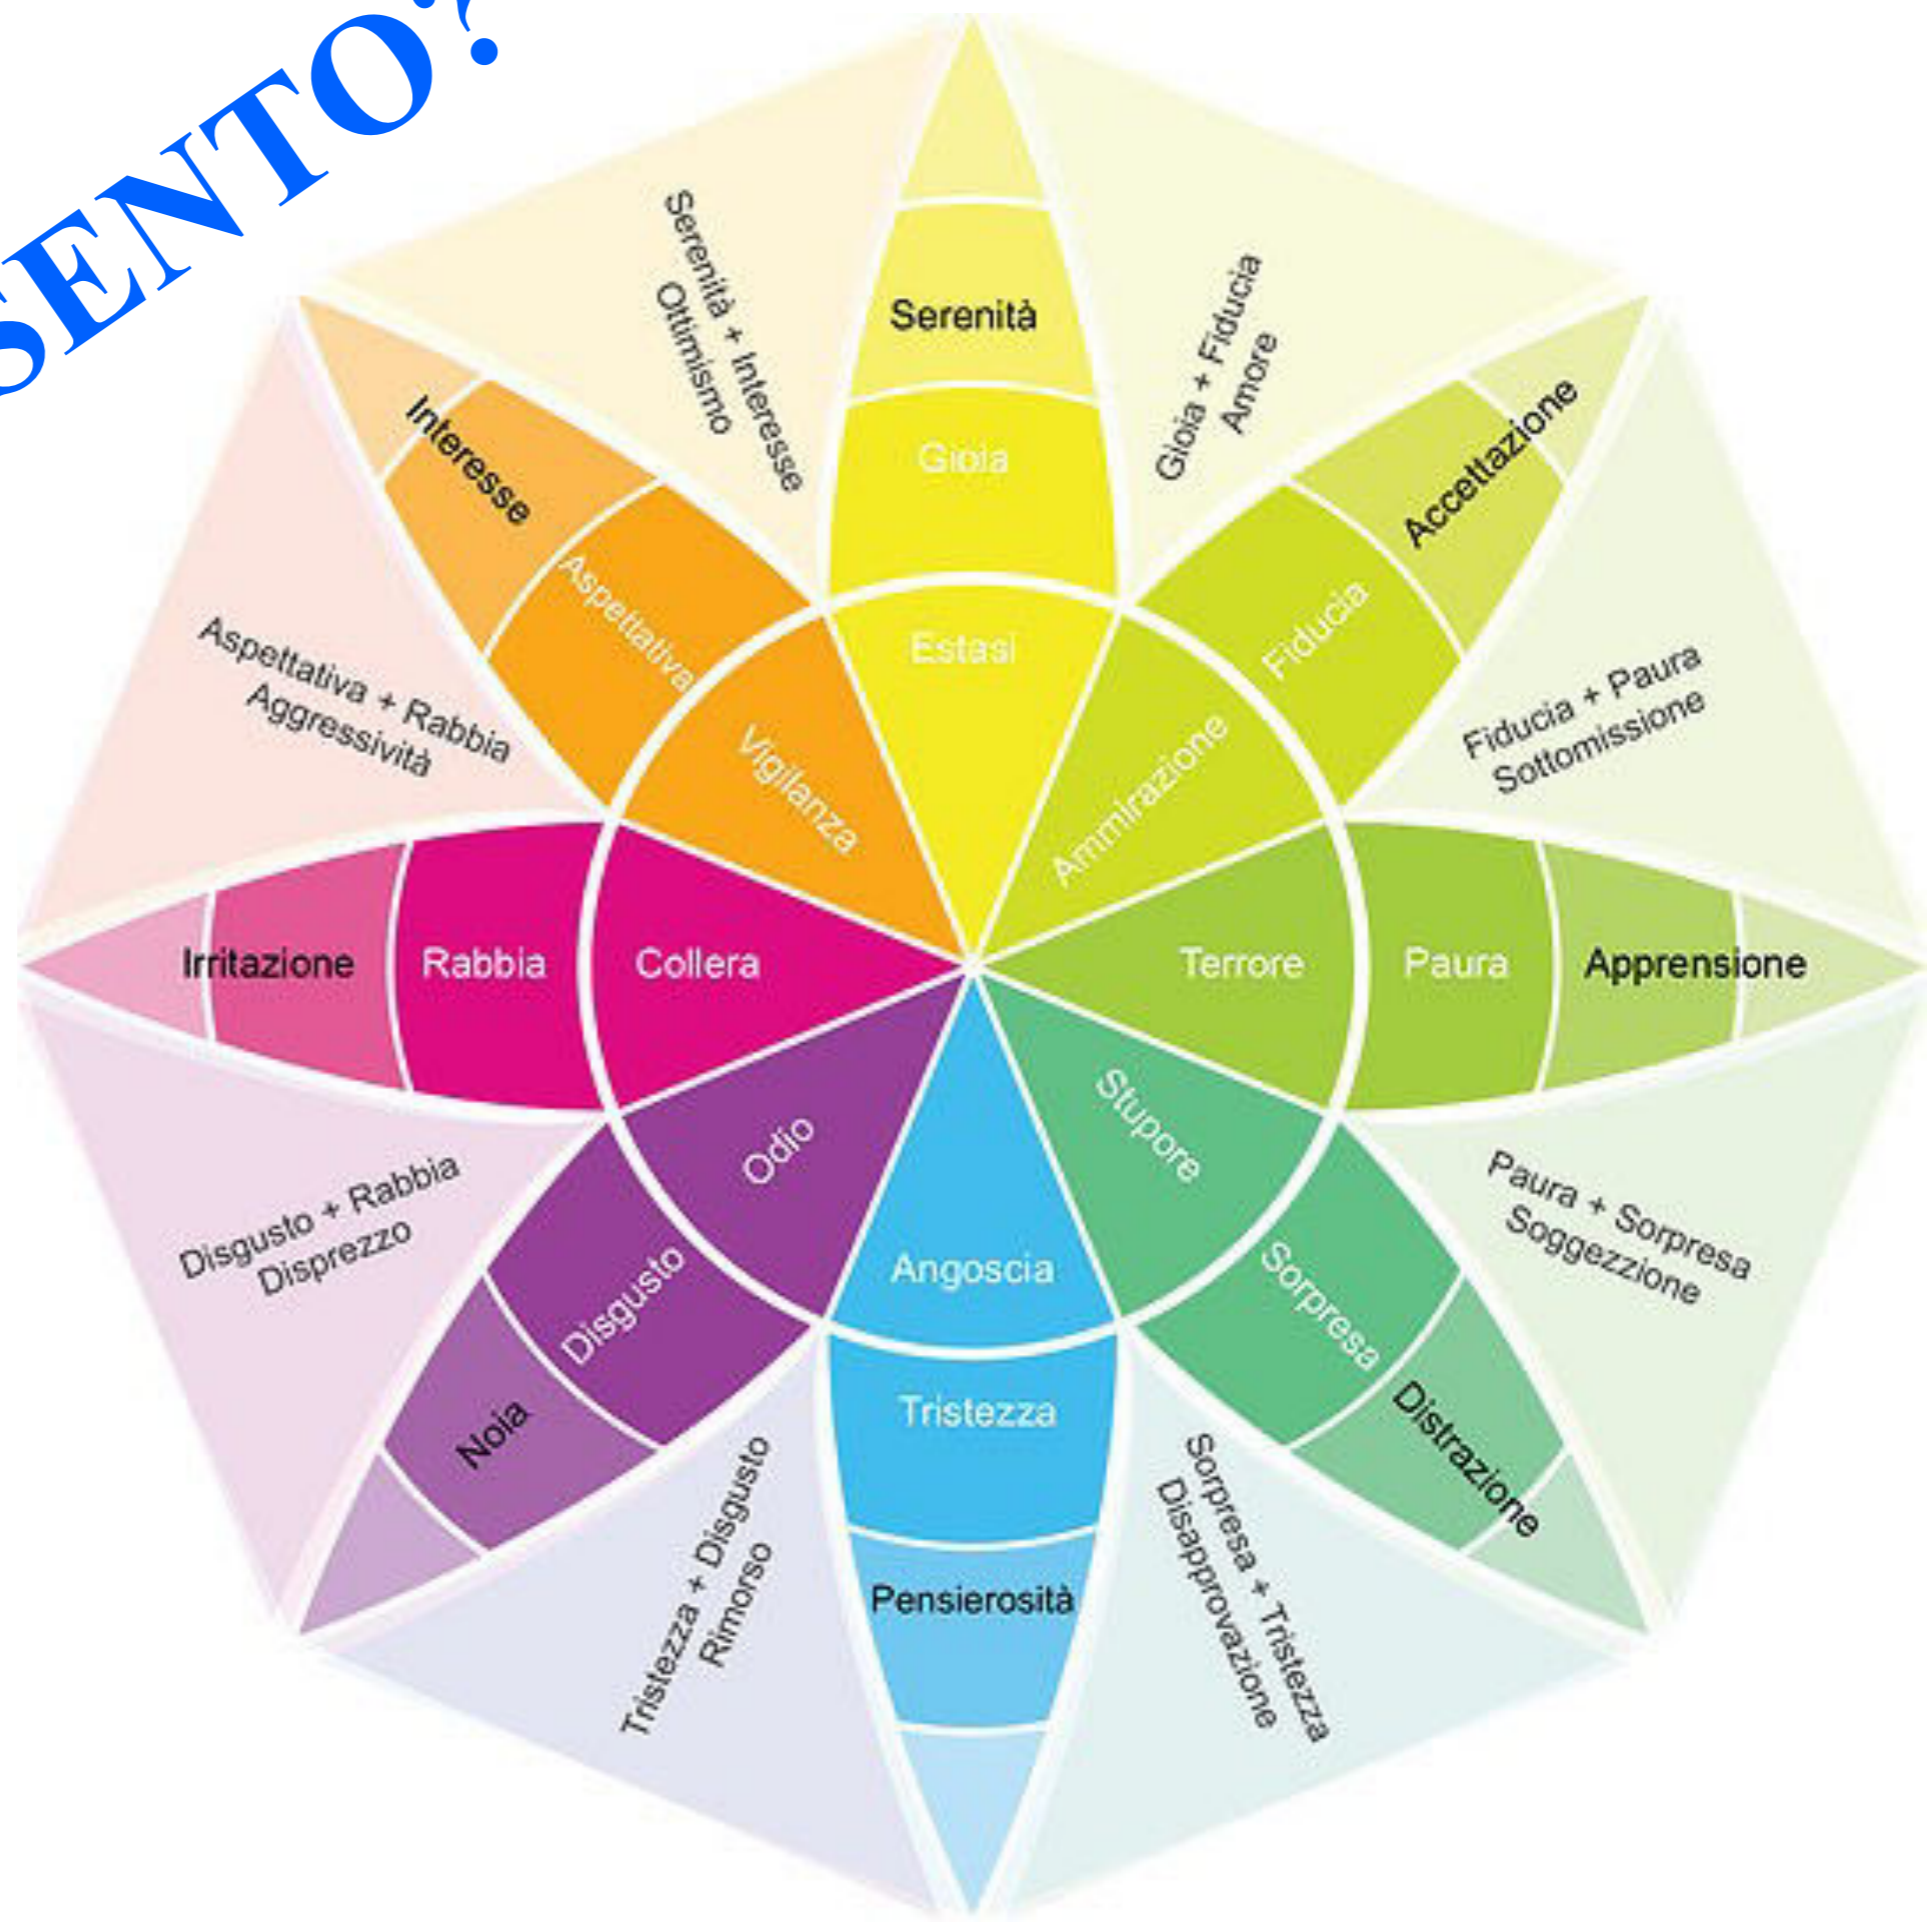 SENTO?
Serenità + Interesse
Ottimismo
Serenità
Gioia
Estasi
Gioia + Fiducia
Amore
Accettazione
Fiducia
Ammirazione
Fiducia + Paura
Sottomissione
Terrore
Paura
Apprensione
Paura + Sorpresa
Soggezzione
Stupore
Sorpresa
Distrazione
Sorpresa + Tristezza
Disapprovazione
Angoscia
Tristezza
Pensierosità
Tristezza + Disgusto
Rimorso
Odio
Disgusto
Noia
Disgusto + Rabbia
Disprezzo
Irritazione
Rabbia
Collera
Aspettativa + Rabbia
Aggressività
Interesse
Aspettativa
Vigilanza